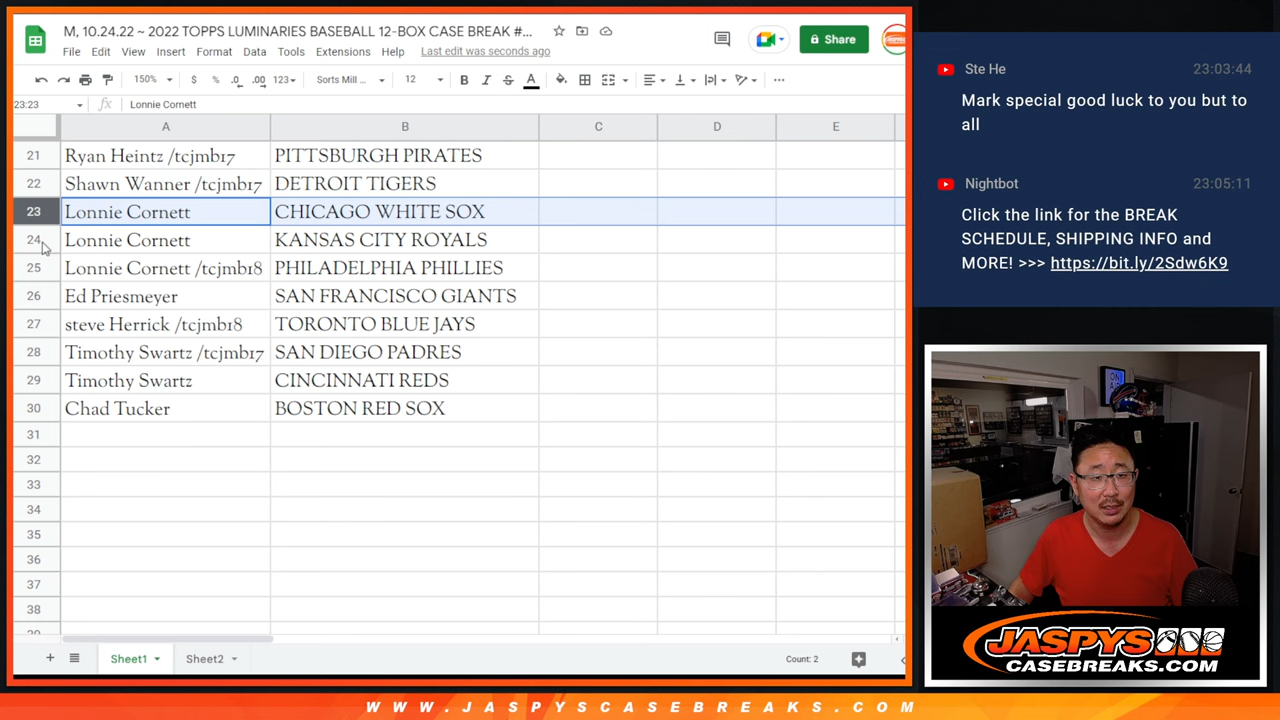 M, 10.24.22 ~ 2022 TOPPS LUMINARIES BASEBALL 12-BOX CASE BREAK #...
File Edit View Insert Format Data Tools Extensions Help Last edit was seconds ago
Share
150% $ % .0 .00 123 Sorts Mill ... 12 B I S A
23:23 fx Lonnie Cornett
A B C D E
21 Ryan Heintz /tcjmb17 PITTSBURGH PIRATES
22 Shawn Wanner /tcjmb17 DETROIT TIGERS
23 Lonnie Cornett CHICAGO WHITE SOX
24 Lonnie Cornett KANSAS CITY ROYALS
25 Lonnie Cornett /tcjmb18 PHILADELPHIA PHILLIES
26 Ed Priesmeyer SAN FRANCISCO GIANTS
27 steve Herrick /tcjmb18 TORONTO BLUE JAYS
28 Timothy Swartz /tcjmb17 SAN DIEGO PADRES
29 Timothy Swartz CINCINNATI REDS
30 Chad Tucker BOSTON RED SOX
31
32
33
34
35
36
37
38
Sheet1 Sheet2 Count: 2
Ste He 23:03:44
Mark special good luck to you but to
all
Nightbot 23:05:11
Click the link for the BREAK
SCHEDULE, SHIPPING INFO and
MORE! >>> https://bit.ly/2Sdw6K9
ON
AIR
JASPYS
CASEBREAKS.COM
WWW.JASPYSCASEBREAKS.COM